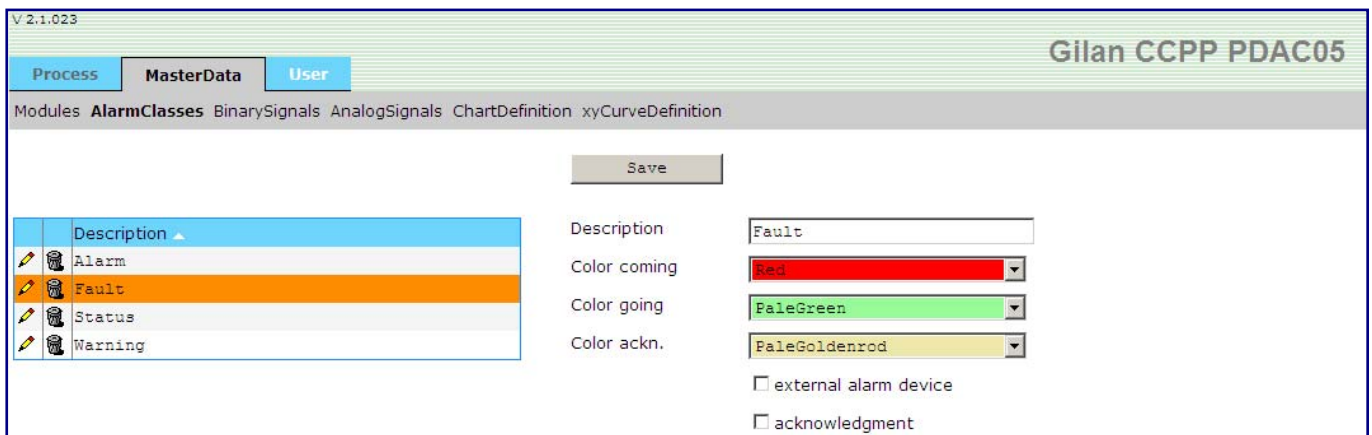 V 2.1.023
Gilan CCPP PDAC05
Process MasterData User
Modules AlarmClasses BinarySignals AnalogSignals ChartDefinition xyCurveDefinition
Save
Description
Alarm
Fault
Status
Warning
Description Fault
Color coming Red
Color going PaleGreen
Color ackn. PaleGoldenrod
external alarm device
acknowledgment